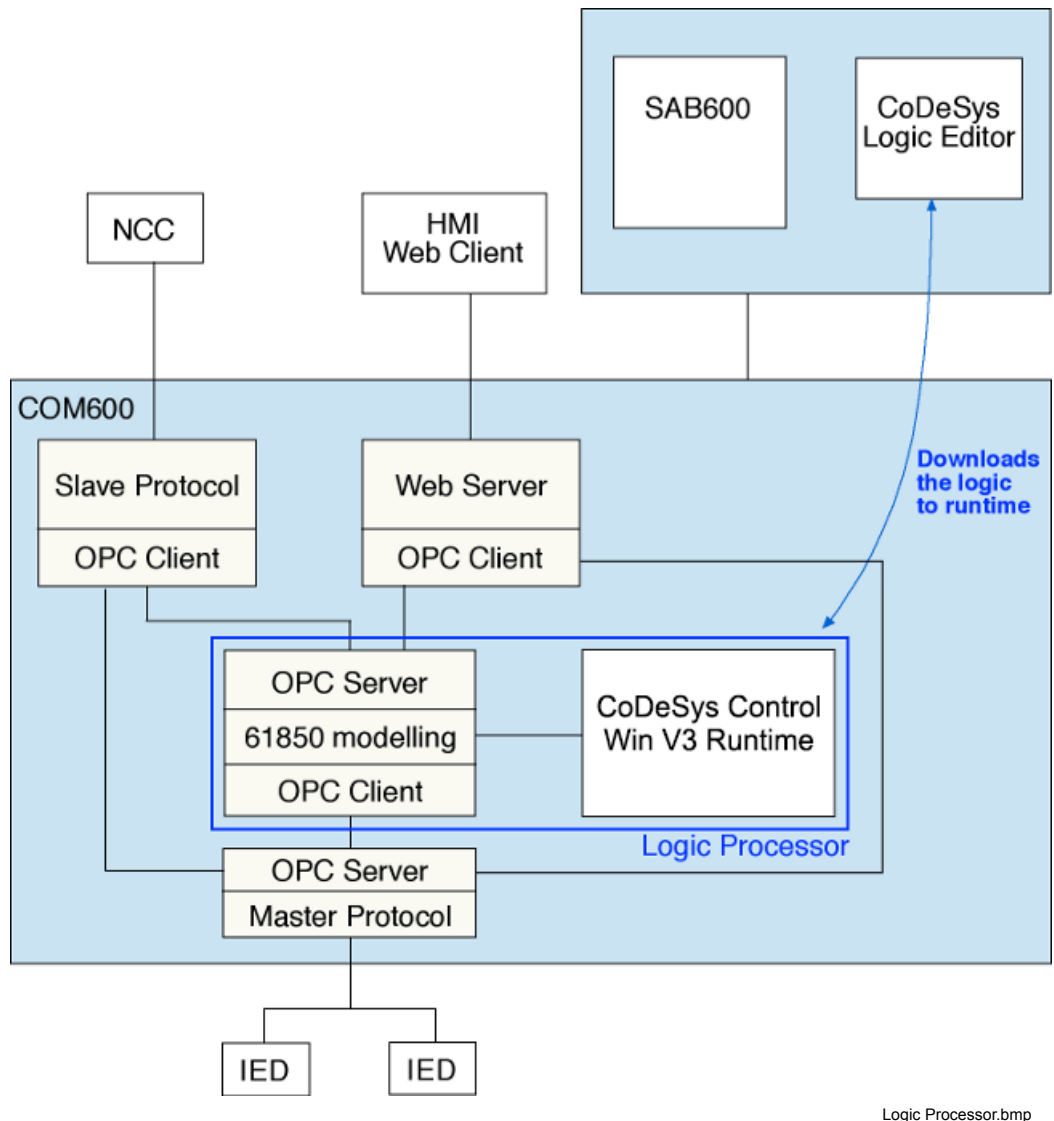 SAB600
CoDeSys
Logic Editor
NCC
HMI
Web Client
COM600
Slave Protocol
OPC Client
Web Server
OPC Client
Downloads
the logic
to runtime
OPC Server
61850 modelling
OPC Client
CoDeSys Control
Win V3 Runtime
Logic Processor
OPC Server
Master Protocol
IED
IED
Logic Processor.bmp